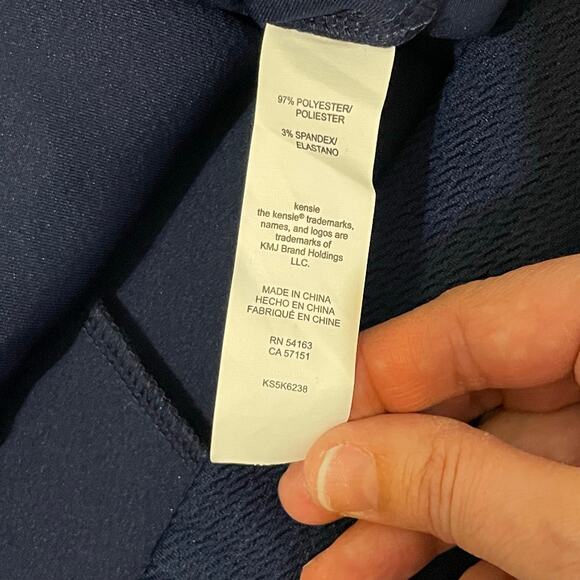 97% POLYESTER/
POLIESTER
3% SPANDEX/
ELASTANO
kensie
the kensie® trademarks,
names, and logos are
trademarks of
KMJ Brand Holdings
LLC.
MADE IN CHINA
HECHO EN CHINA
FABRIQUÉ EN CHINE
RN 54163
CA 57151
KS5K6238